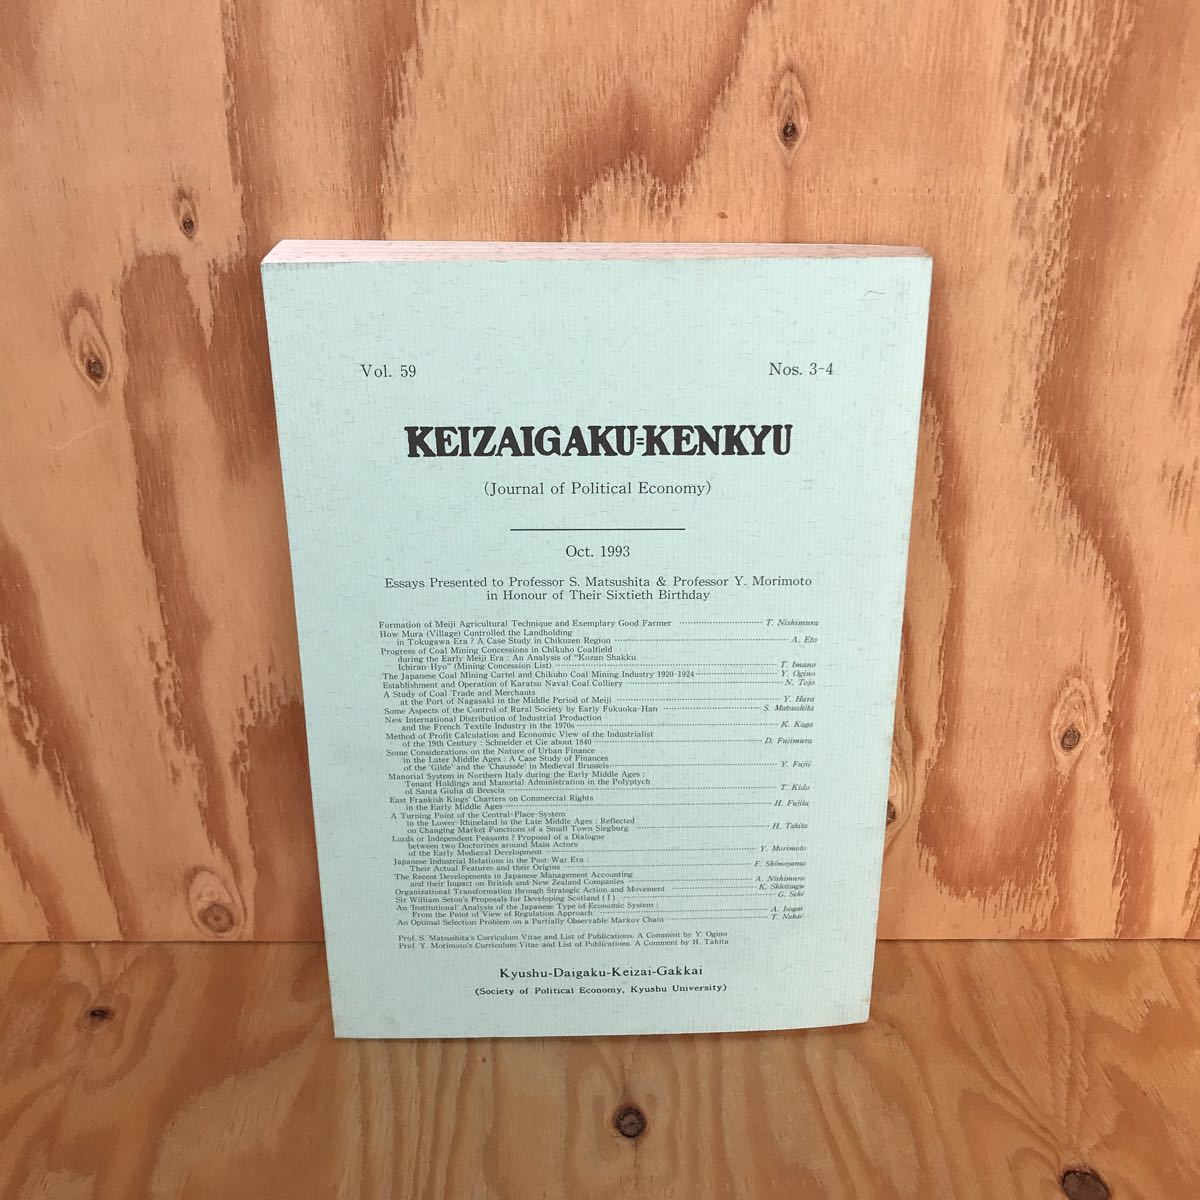 Vol. 59 Nos. 3-4
KEIZAIGAKU=KENKYU
(Journal of Political Economy)
Oct. 1993
Essays Presented to Professor S. Matsushita & Professor Y. Morimoto
in Honour of Their Sixtieth Birthday
Formation of Meiji Agricultural Technique and Exemplary Good Farmer T. Nishimura
How Mura (Village) Controlled the Landholding
in Tokugawa Era ? A Case Study in Chikuzen Region A. Eto
Progress of Coal Mining Concessions in Chikuho Coalfield
during the Early Meiji Era : An Analysis of "Kozan Shakku
Ichiran-Hyo" (Mining Concession List) T. Imano
The Japanese Coal Mining Cartel and Chikuho Coal Mining Industry 1920-1924 Y. Ogino
Establishment and Operation of Karatsu Naval Coal Colliery N. Tojo
A Study of Coal Trade and Merchants
at the Port of Nagasaki in the Middle Period of Meiji Y. Hara
Some Aspects of the Control of Rural Society by Early Fukuoka-Han S. Matsushita
New International Distribution of Industrial Production
and the French Textile Industry in the 1970s K. Koga
Method of Profit Calculation and Economic View of the Industrialist
of the 19th Century : Schneider et Cie about 1840 D. Fujimura
Some Considerations on the Nature of Urban Finance
in the Later Middle Ages : A Case Study of Finances
of the 'Gilde' and the 'Chaussée' in Medieval Brussels Y. Fujii
Manorial System in Northern Italy during the Early Middle Ages :
Tenant Holdings and Manorial Administration in the Polyptych
of Santa Giulia di Brescia T. Kido
East Frankish Kings' Charters on Commercial Rights
in the Early Middle Ages H. Fujita
A Turning Point of the Central-Place-System
in the Lower-Rhineland in the Late Middle Ages : Reflected
on Changing Market Functions of a Small Town Siegburg H. Takita
Lords or Independent Peasants ? Proposal of a Dialogue
between two Doctorines around Main Actors
of the Early Medieval Development Y. Morimoto
Japanese Industrial Relations in the Post-War Era :
Their Actual Features and their Origins F. Shimoyama
The Recent Developments in Japanese Management Accounting
and their Impact on British and New Zealand Companies A. Nishimura
Organizational Transformation through Strategic Action and Movement K. Shiotsugu
Sir William Seton's Proposals for Developing Scotland ( I ) G. Seki
An 'Institutional' Analysis of the Japanese Type of Economic System :
From the Point of View of Regulation Approach A. Isogai
An Optimal Selection Problem on a Partially Observable Markov Chain T. Nakai
Prof. S. Matsushita's Curriculum Vitae and List of Publications. A Comment by Y. Ogino
Prof. Y. Morimoto's Curriculum Vitae and List of Publications. A Comment by H. Takita
Kyushu-Daigaku-Keizai-Gakkai
(Society of Political Economy, Kyushu University)